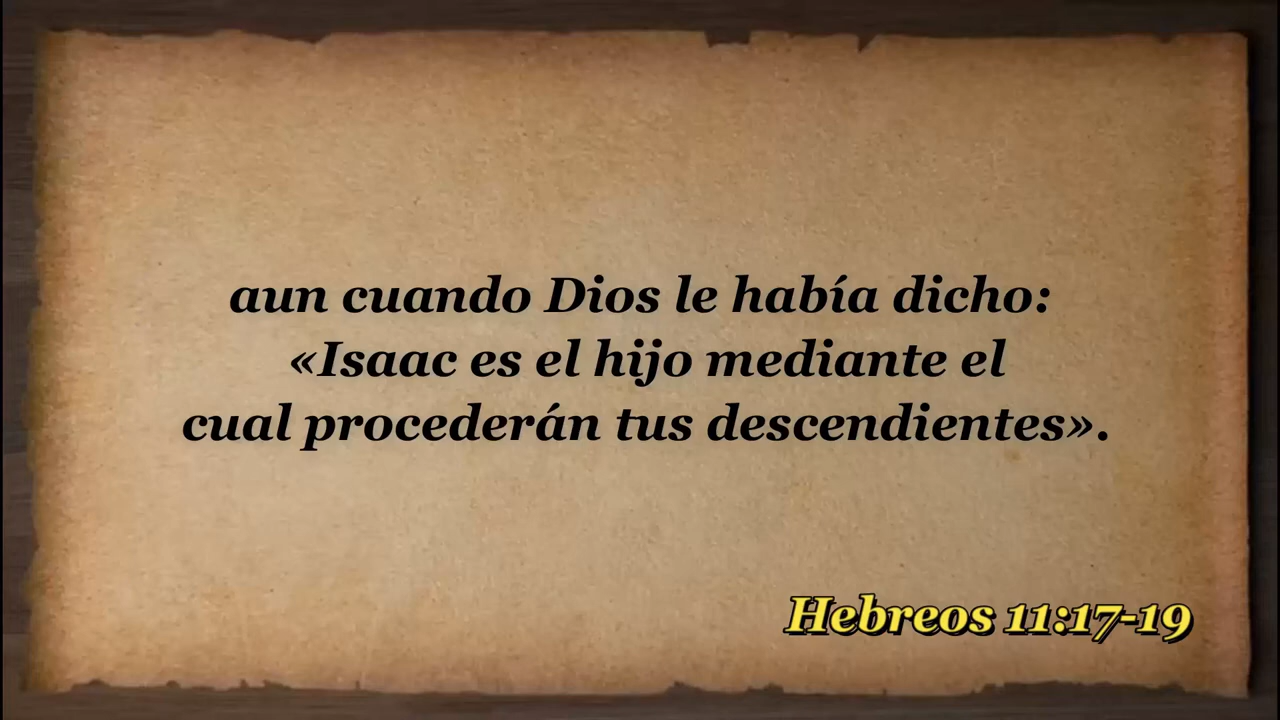 aun cuando Dios le había dicho:
«Isaac es el hijo mediante el
cual procederán tus descendientes».
Hebreos 11:17-19